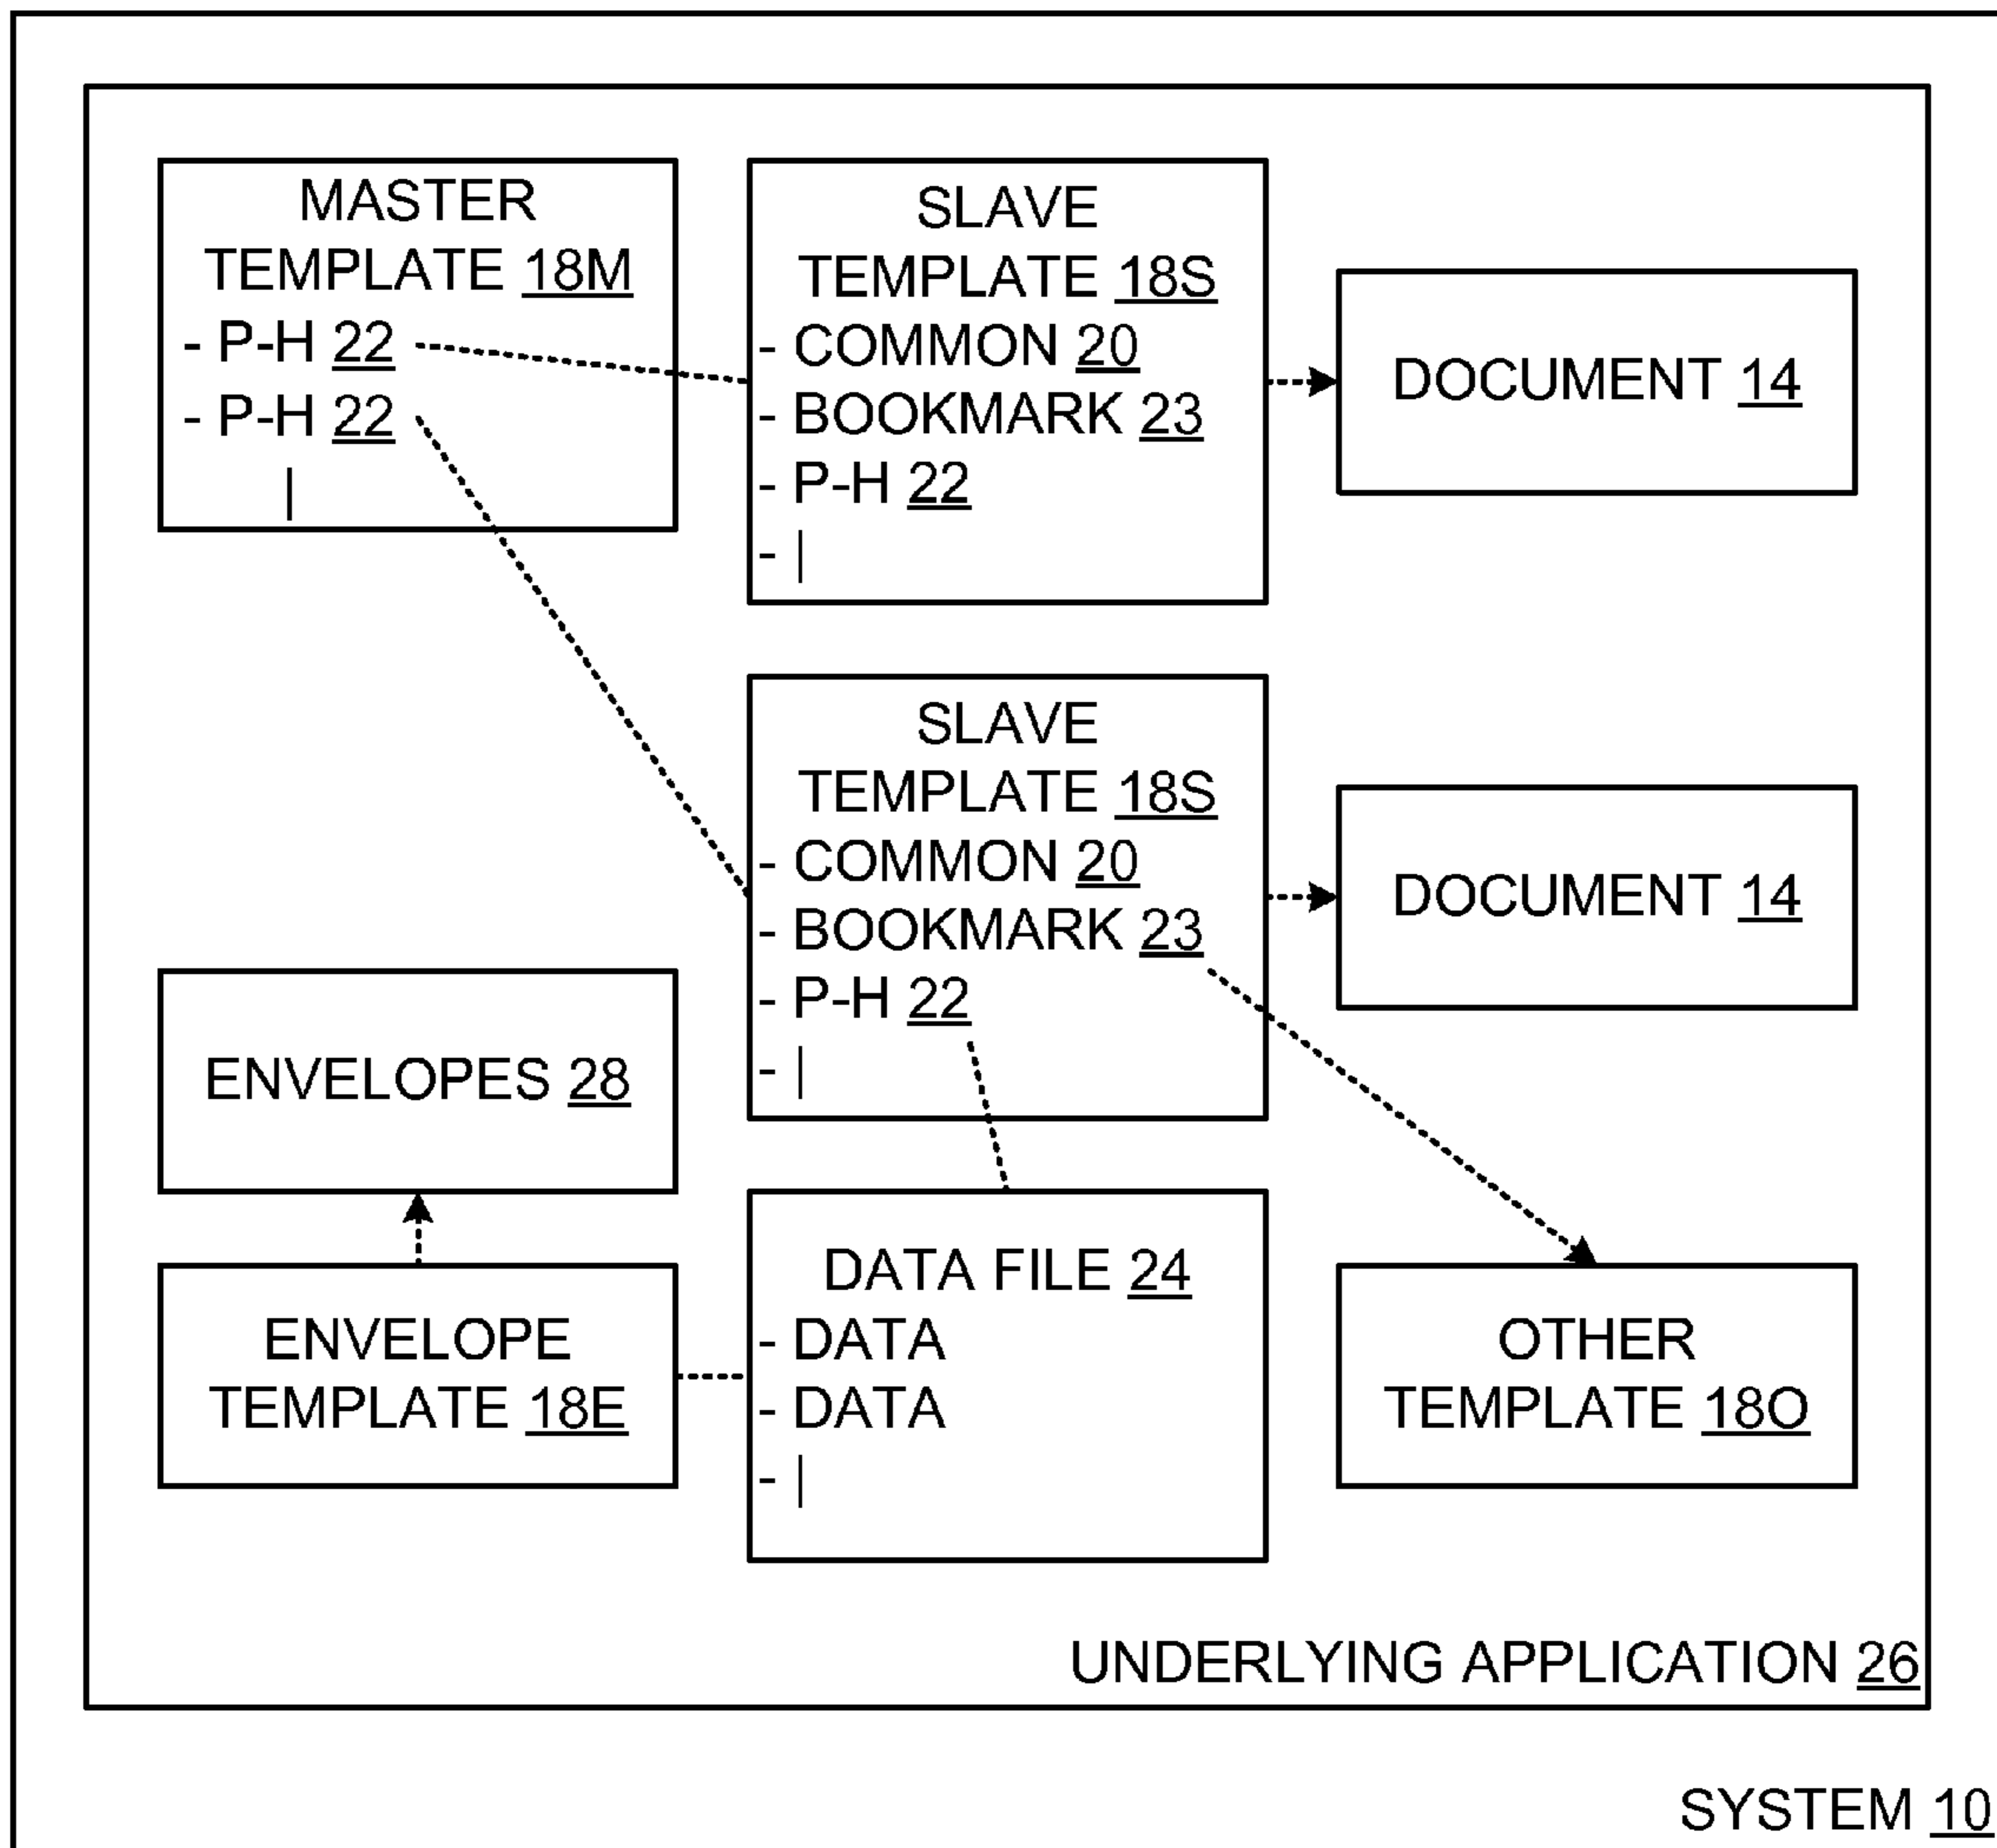 MASTER
TEMPLATE 18M
- P-H 22
- P-H 22
|
SLAVE
TEMPLATE 18S
- COMMON 20
- BOOKMARK 23
- P-H 22
- |
DOCUMENT 14
SLAVE
TEMPLATE 18S
- COMMON 20
- BOOKMARK 23
- P-H 22
- |
DOCUMENT 14
ENVELOPES 28
ENVELOPE
TEMPLATE 18E
DATA FILE 24
- DATA
- DATA
- |
OTHER
TEMPLATE 18O
UNDERLYING APPLICATION 26
SYSTEM 10